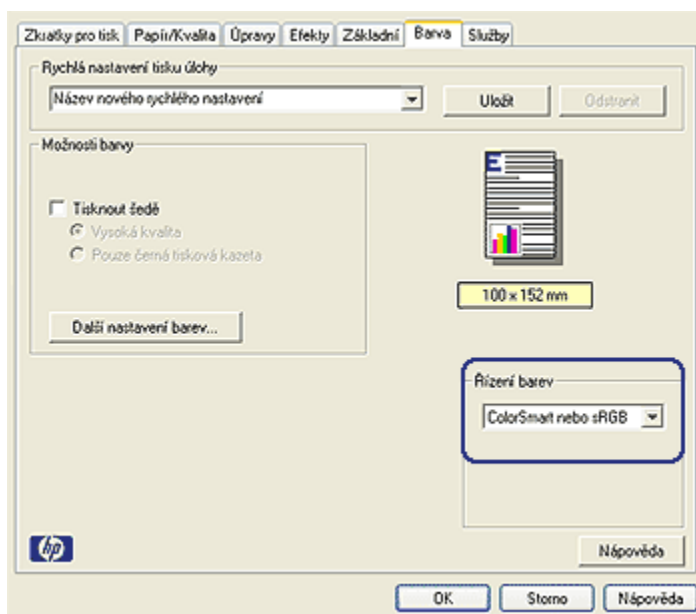 Zkratky pro tisk Papír/Kvalita Úpravy Efekty Základní Barva Služby
Rychlá nastavení tisku úlohy
Název nového rychlého nastavení Uložit Odstranit
Možnosti barvy
Tisknout šedě
Vysoká kvalita
Pouze černá tisková kazeta
Další nastavení barev...
E
100 x 152 mm
Řízení barev
ColorSmart nebo sRGB
hp
Nápověda
OK Storno Nápověda